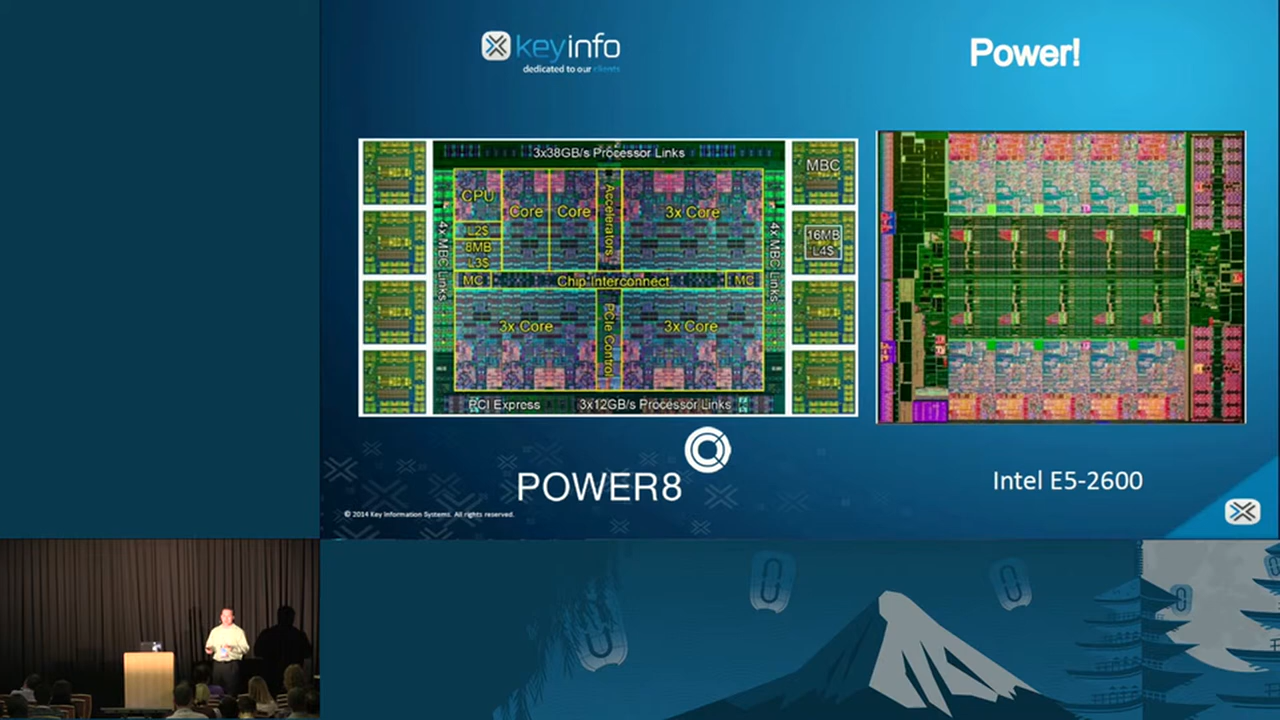 keyinfo
dedicated to our clients
Power!
3x38GB/s Processor Links
CPU
Core
Core
Accelerators
3x Core
L2$
8MB
L3$
4x MBC Links
4x MBC Links
MBC
16MB
L4$
MC
Chip Interconnect
MC
3x Core
PCIe Control
3x Core
PCI Express
3x12GB/s Processor Links
POWER8
Intel E5-2600
© 2014 Key Information Systems. All rights reserved.